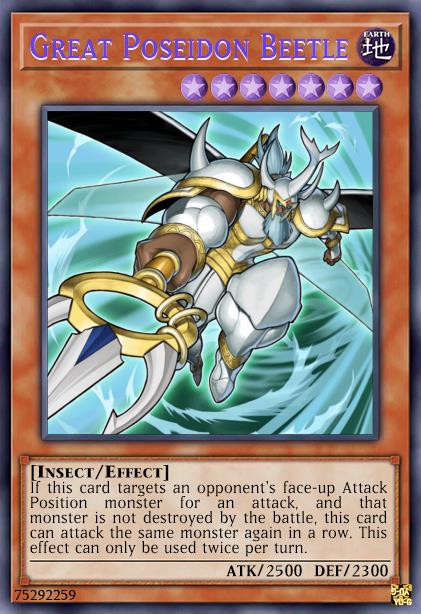 Great Poseidon Beetle
EARTH
地
[Insect/Effect]
If this card targets an opponent's face-up Attack
Position monster for an attack, and that
monster is not destroyed by the battle, this card
can attack the same monster again in a row. This
effect can only be used twice per turn.
ATK/2500 DEF/2300
75292259